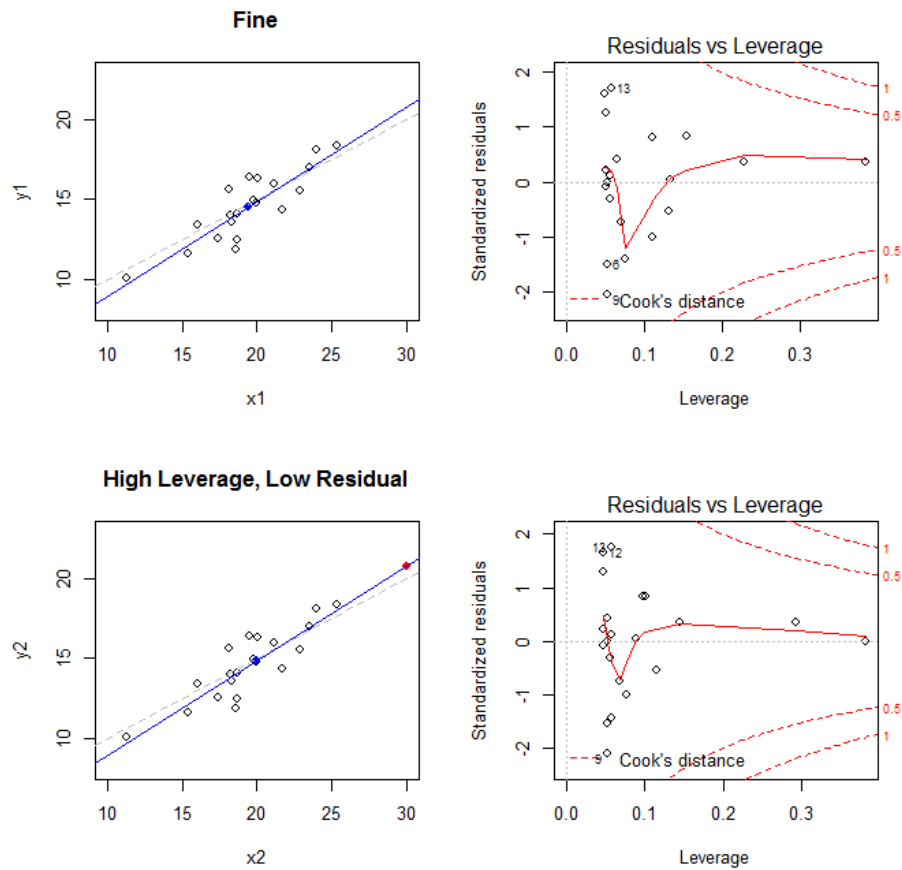 Fine
y1
10 15 20
10 15 20 25 30
x1
Residuals vs Leverage
Standardized residuals
-2 -1 0 1 2
13
6
9
Cook's distance
1
0.5
0.5
1
0.0 0.1 0.2 0.3
Leverage
High Leverage, Low Residual
y2
10 15 20
10 15 20 25 30
x2
Residuals vs Leverage
Standardized residuals
-2 -1 0 1 2
13
12
9
Cook's distance
1
0.5
0.5
1
0.0 0.1 0.2 0.3
Leverage